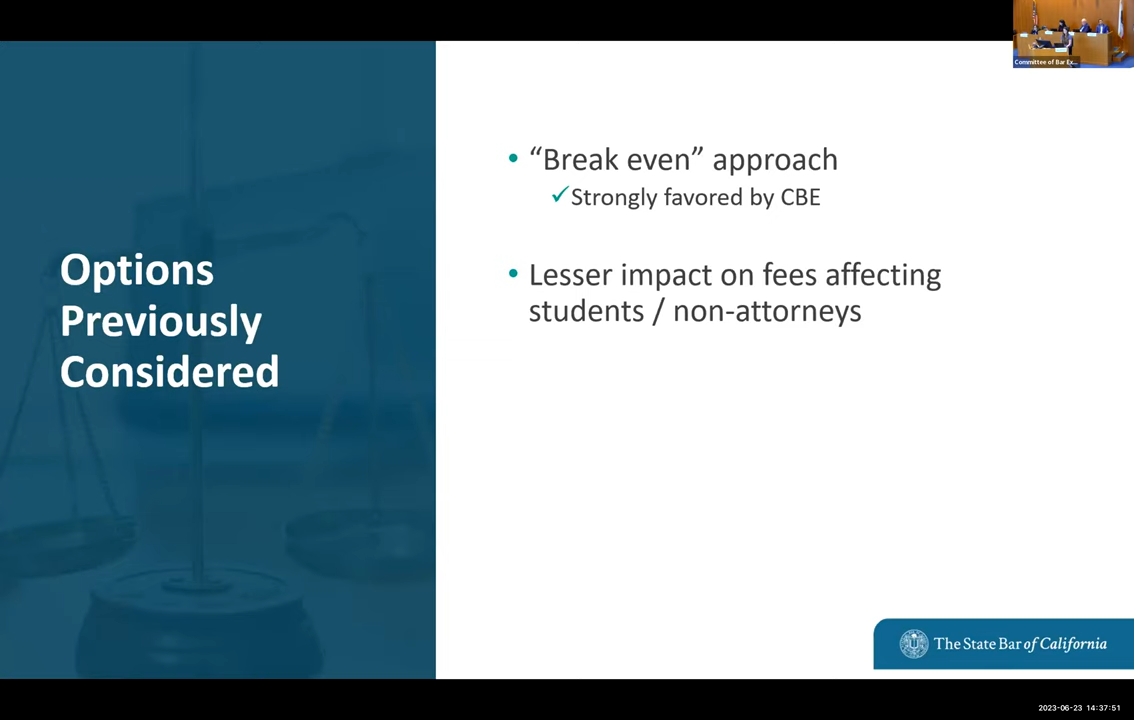 Committee of Bar Ex...
Options
Previously
Considered
• “Break even” approach
✓Strongly favored by CBE
• Lesser impact on fees affecting
students / non-attorneys
The State Bar of California
2023-06-23 14:37:51